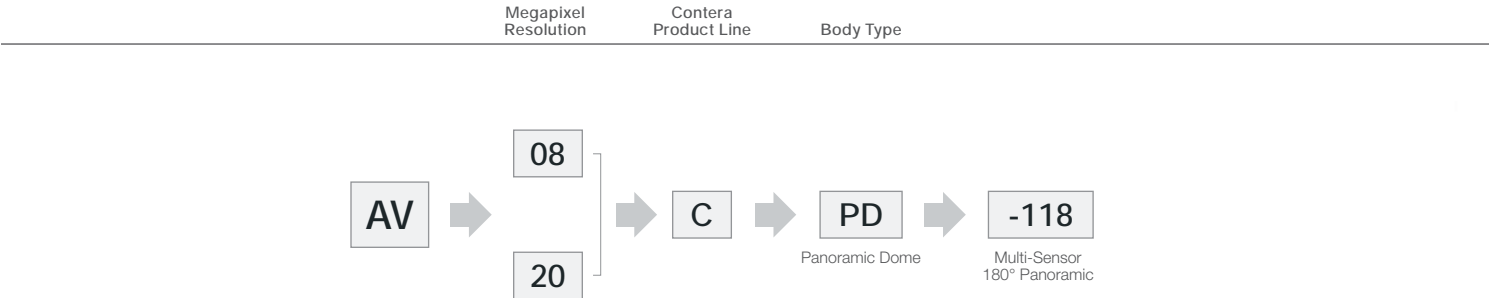 Megapixel
Resolution
Contera
Product Line
Body Type
08
AV
C
PD
-118
Panoramic Dome
Multi-Sensor
180° Panoramic
20